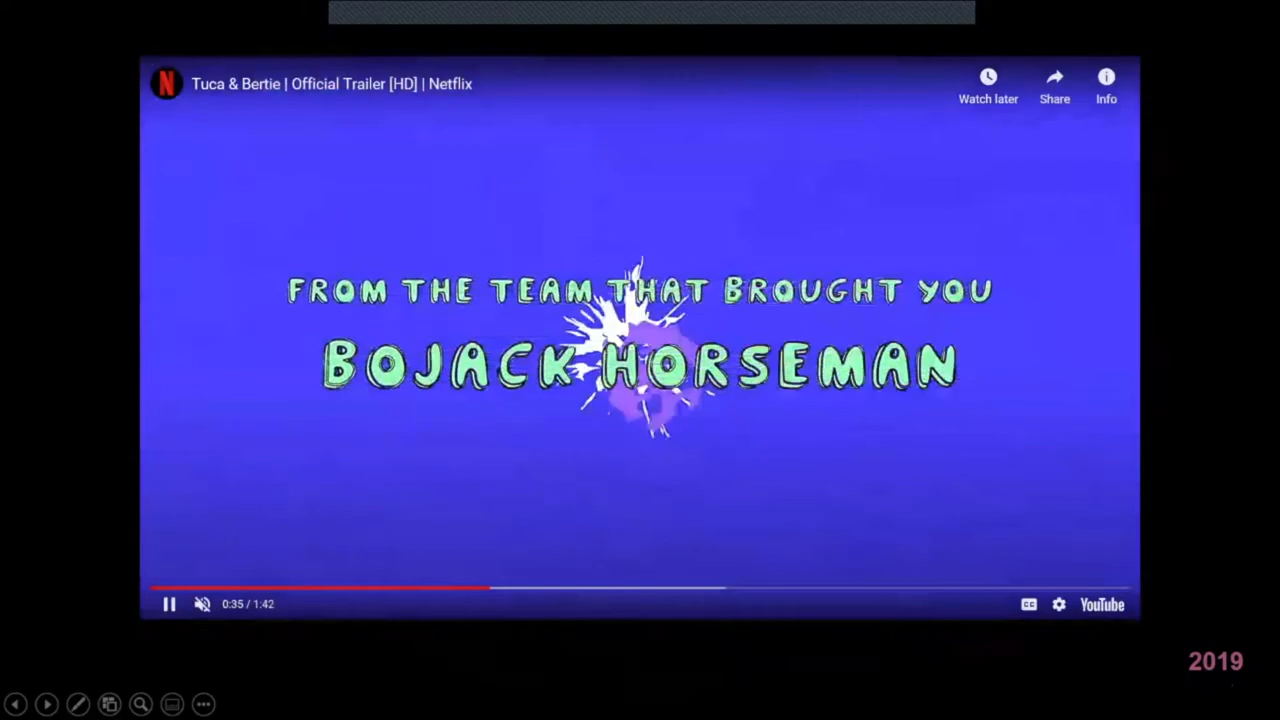 Tuca & Bertie | Official Trailer [HD] | Netflix
Watch later
Share
Info
FROM THE TEAM THAT BROUGHT YOU
BOJACK HORSEMAN
0:35 / 1:42
CC
YouTube
2019